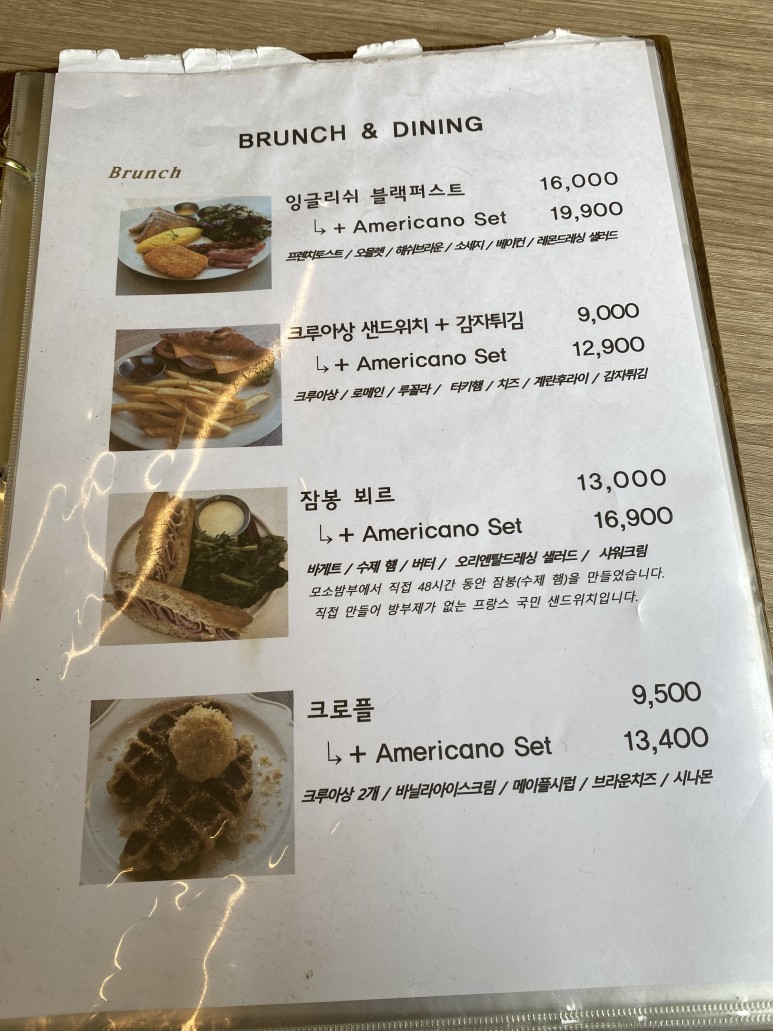 BRUNCH & DINING
Brunch
잉글리쉬 블랙퍼스트 16,000
↳ + Americano Set 19,900
프렌치토스트 / 오믈렛 / 해쉬브라운 / 소세지 / 베이컨 / 레몬드레싱 샐러드
크루아상 샌드위치 + 감자튀김 9,000
↳ + Americano Set 12,900
크루아상 / 로메인 / 루꼴라 / 터키햄 / 치즈 / 계란후라이 / 감자튀김
잠봉 뵈르 13,000
↳ + Americano Set 16,900
바게트 / 수제 햄 / 버터 / 오리엔탈드레싱 샐러드 / 사워크림
모소밤부에서 직접 48시간 동안 잠봉(수제 햄)을 만들었습니다.
직접 만들어 방부제가 없는 프랑스 국민 샌드위치입니다.
크로플 9,500
↳ + Americano Set 13,400
크루아상 2개 / 바닐라아이스크림 / 메이플시럽 / 브라운치즈 / 시나몬